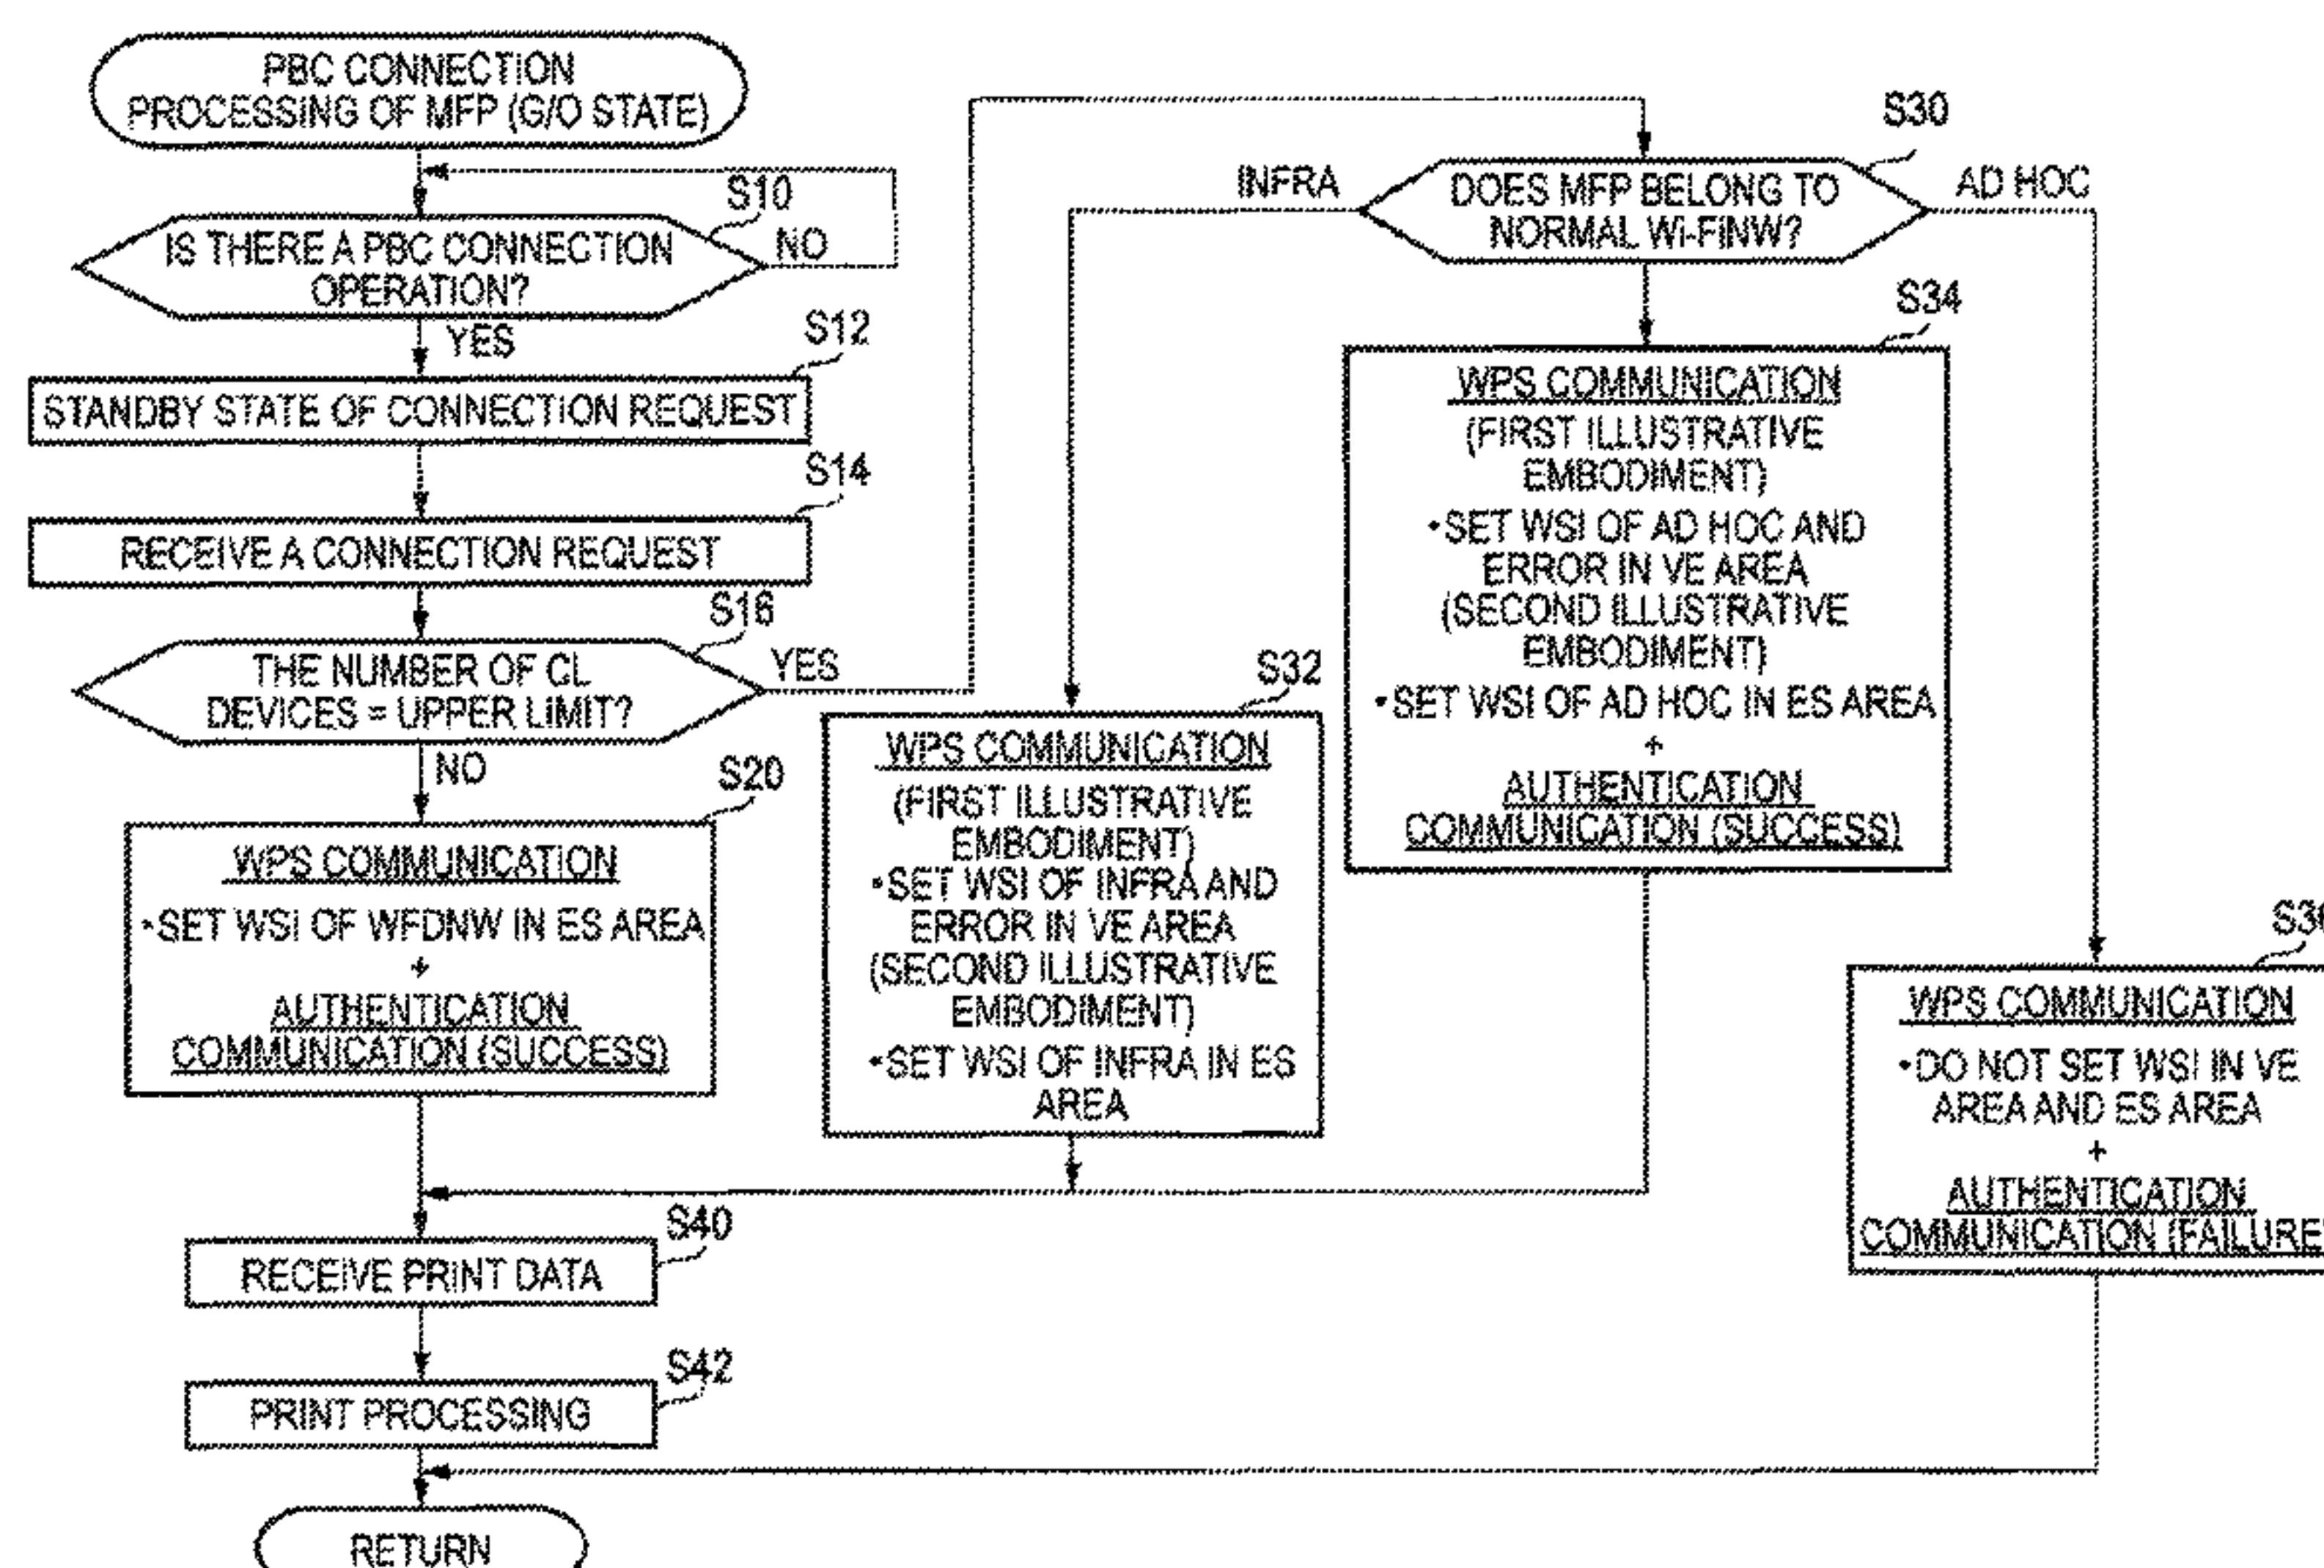 PBC CONNECTION
PROCESSING OF MFP (G/O STATE)
S10
IS THERE A PBC CONNECTION
OPERATION?
NO
YES
S12
STANDBY STATE OF CONNECTION REQUEST
S14
RECEIVE A CONNECTION REQUEST
S16
THE NUMBER OF CL
DEVICES = UPPER LIMIT?
YES
NO
S20
WPS COMMUNICATION
•SET WSI OF WFDNW IN ES AREA
+
AUTHENTICATION
COMMUNICATION (SUCCESS)
S30
INFRA
DOES MFP BELONG TO
NORMAL Wi-FiNW?
AD HOC
S32
WPS COMMUNICATION
(FIRST ILLUSTRATIVE
EMBODIMENT)
•SET WSI OF INFRA AND
ERROR IN VE AREA
(SECOND ILLUSTRATIVE
EMBODIMENT)
•SET WSI OF INFRA IN ES
AREA
S34
WPS COMMUNICATION
(FIRST ILLUSTRATIVE
EMBODIMENT)
•SET WSI OF AD HOC AND
ERROR IN VE AREA
(SECOND ILLUSTRATIVE
EMBODIMENT)
•SET WSI OF AD HOC IN ES AREA
+
AUTHENTICATION
COMMUNICATION (SUCCESS)
WPS COMMUNICATION
•DO NOT SET WSI IN VE
AREA AND ES AREA
+
AUTHENTICATION
COMMUNICATION (FAILURE
S40
RECEIVE PRINT DATA
S42
PRINT PROCESSING
RETURN